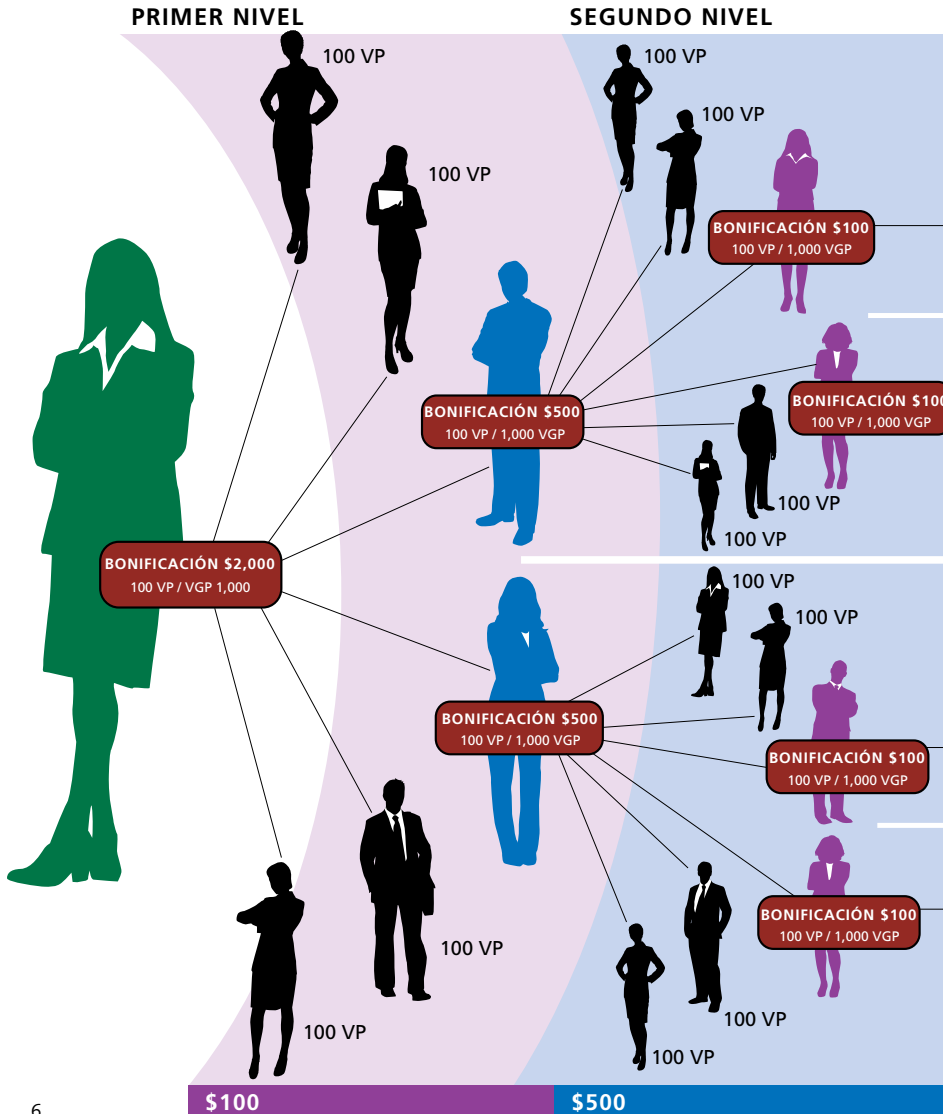 PRIMER NIVEL
SEGUNDO NIVEL
100 VP
100 VP
100 VP
100 VP
BONIFICACIÓN $100
100 VP / 1,000 VGP
BONIFICACIÓN $500
100 VP / 1,000 VGP
BONIFICACIÓN $100
100 VP / 1,000 VGP
100 VP
100 VP
BONIFICACIÓN $2,000
100 VP / VGP 1,000
100 VP
100 VP
BONIFICACIÓN $500
100 VP / 1,000 VGP
BONIFICACIÓN $100
100 VP / 1,000 VGP
BONIFICACIÓN $100
100 VP / 1,000 VGP
100 VP
100 VP
100 VP
100 VP
6
$100
$500